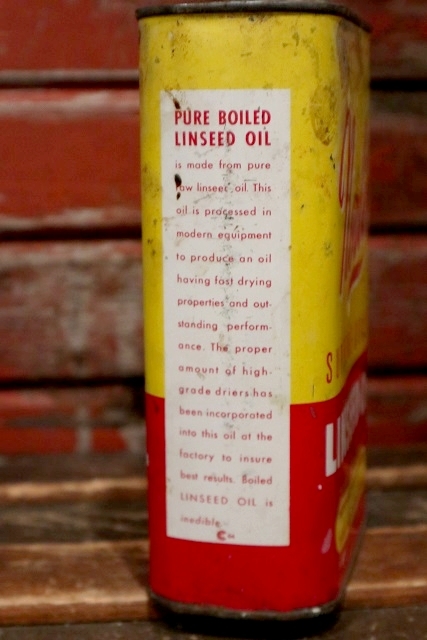 PURE BOILED
LINSEED OIL
is made from pure
raw linseed oil. This
oil is processed in
modern equipment
to produce an oil
having fast drying
properties and out-
standing perform-
ance. The proper
amount of high-
grade driers has
been incorporated
into this oil at the
factory to insure
best results. Boiled
LINSEED OIL is
inedible.